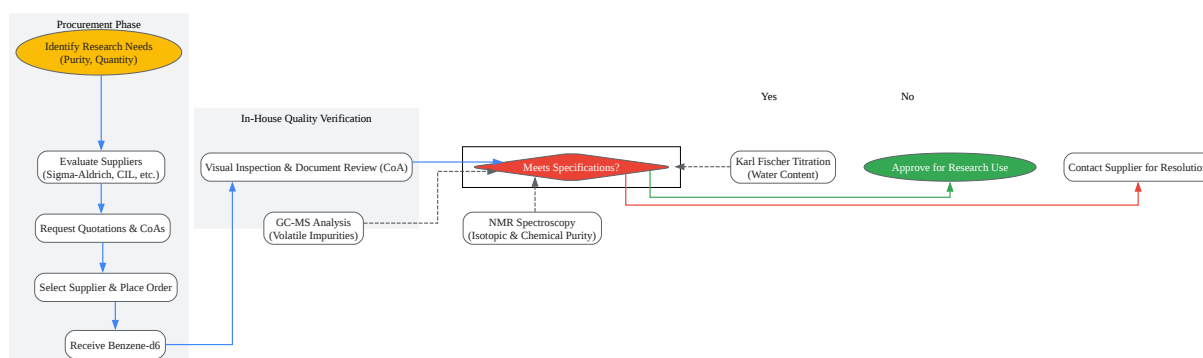 Procurement Phase
Identify Research Needs
(Purity, Quantity)
Evaluate Suppliers
(Sigma-Aldrich, CIL, etc.)
Request Quotations & CoAs
Select Supplier & Place Order
Receive Benzene-d6
In-House Quality Verification
Visual Inspection & Document Review (CoA)
GC-MS Analysis
(Volatile Impurities)
Meets Specifications?
NMR Spectroscopy
(Isotopic & Chemical Purity)
Yes
No
Karl Fischer Titration
(Water Content)
Approve for Research Use
Contact Supplier for Resolution